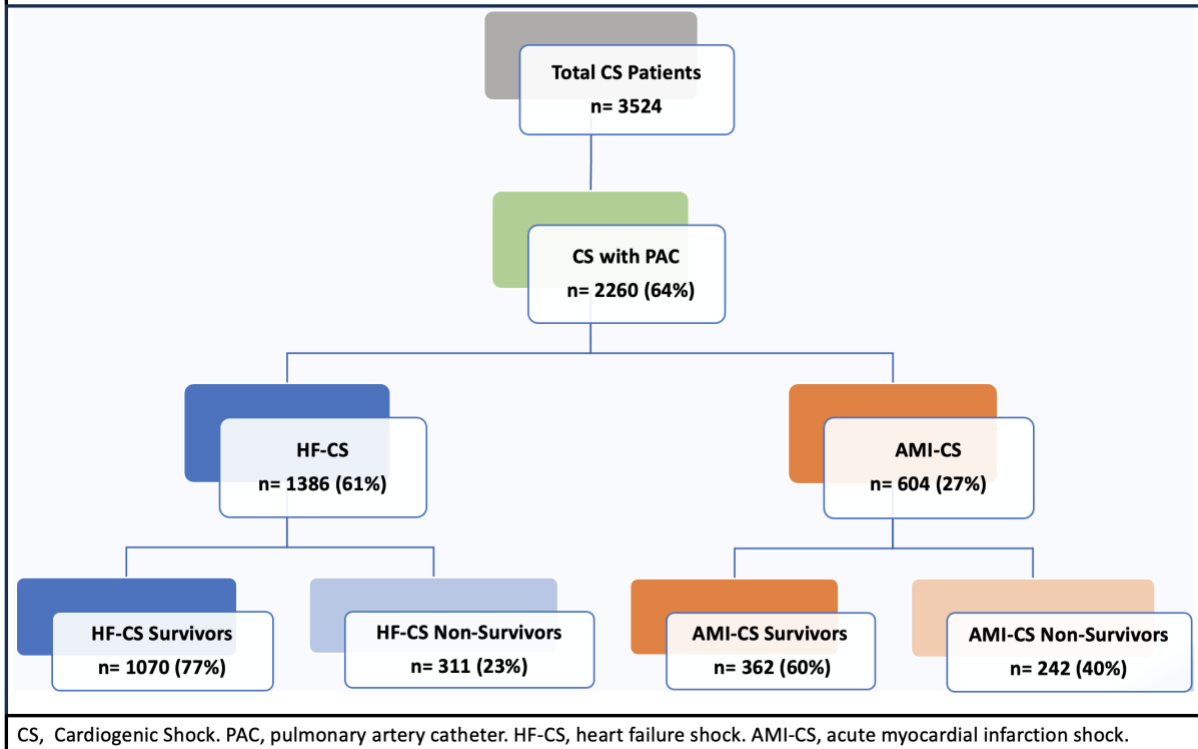 Total CS Patients
n= 3524
CS with PAC
n= 2260 (64%)
HF-CS
n= 1386 (61%)
AMI-CS
n= 604 (27%)
HF-CS Survivors
n= 1070 (77%)
HF-CS Non-Survivors
n= 311 (23%)
AMI-CS Survivors
n= 362 (60%)
AMI-CS Non-Survivors
n= 242 (40%)
CS, Cardiogenic Shock. PAC, pulmonary artery catheter. HF-CS, heart failure shock. AMI-CS, acute myocardial infarction shock.